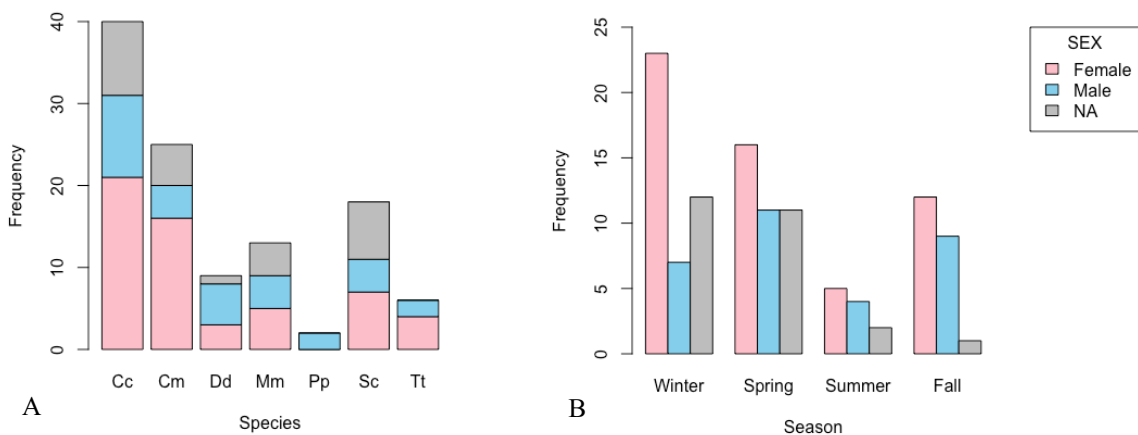 Frequency
0 10 20 30 40
Cc Cm Dd Mm Pp Sc Tt
Species
A
Frequency
0 5 10 15 20 25
Winter Spring Summer Fall
Season
B
SEX
Female
Male
NA